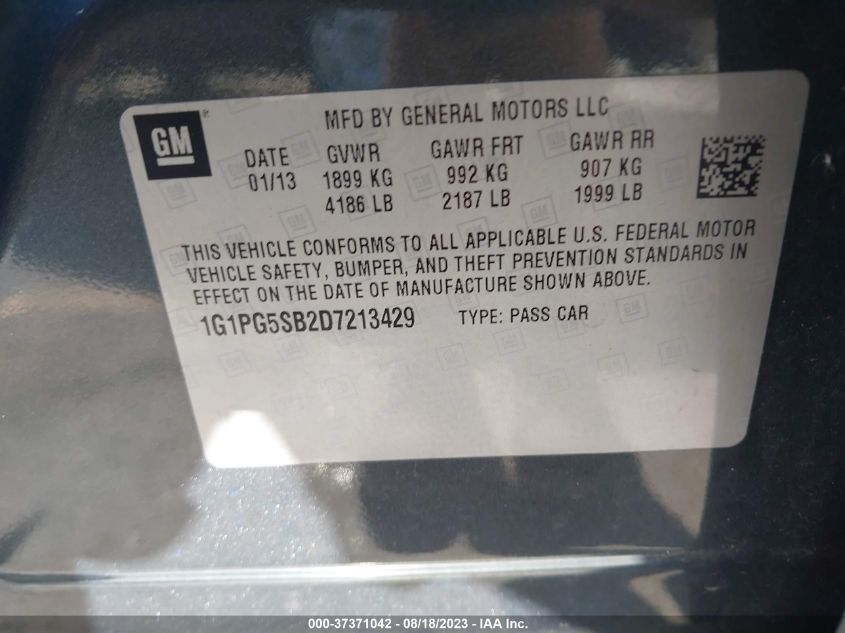 GM
MFD BY GENERAL MOTORS LLC
DATE GVWR GAWR FRT GAWR RR
01/13 1899 KG 992 KG 907 KG
4186 LB 2187 LB 1999 LB
THIS VEHICLE CONFORMS TO ALL APPLICABLE U.S. FEDERAL MOTOR
VEHICLE SAFETY, BUMPER, AND THEFT PREVENTION STANDARDS IN
EFFECT ON THE DATE OF MANUFACTURE SHOWN ABOVE.
1G1PG5SB2D7213429 TYPE: PASS CAR
000-37371042 - 08/18/2023 - IAA Inc.